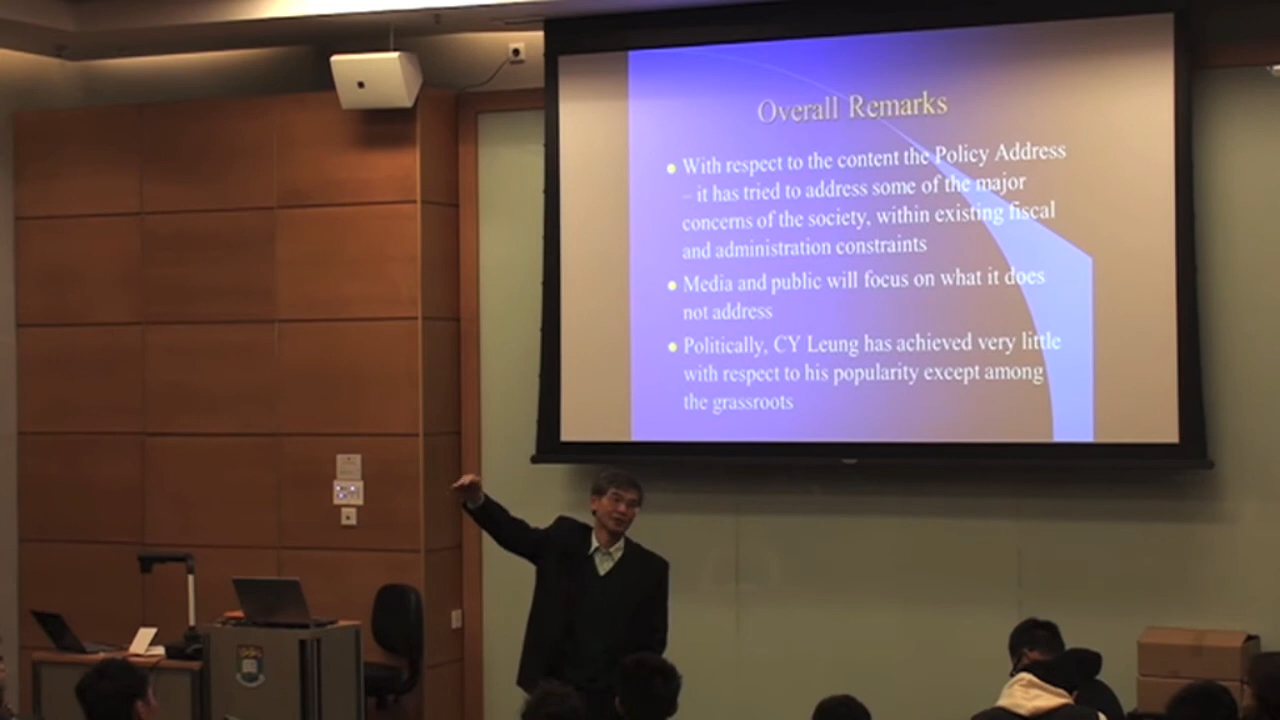 Overall Remarks
With respect to the content the Policy Address
– it has tried to address some of the major
concerns of the society, within existing fiscal
and administration constraints
Media and public will focus on what it does
not address
Politically, CY Leung has achieved very little
with respect to his popularity except among
the grassroots